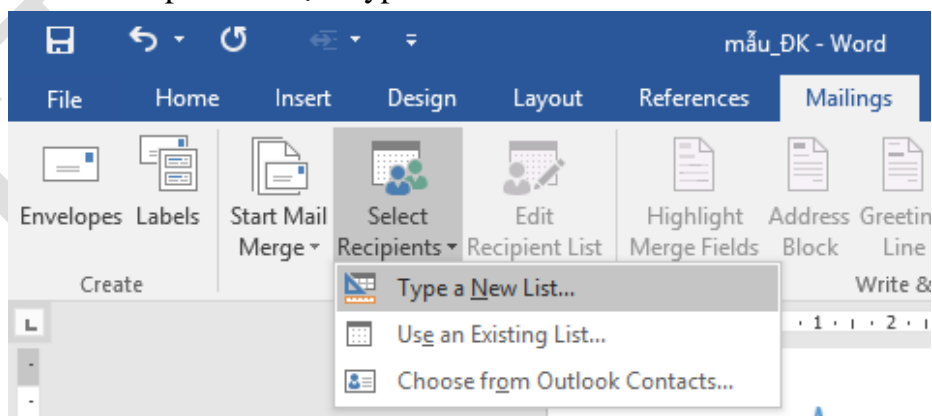 mẫu_ĐK - Word
File Home Insert Design Layout References Mailings
Envelopes Labels Start Mail Merge Select Recipients Edit Recipient List Highlight Merge Fields Address Block Line
Create Write &
Type a New List...
Use an Existing List...
Choose from Outlook Contacts...
1 2
L